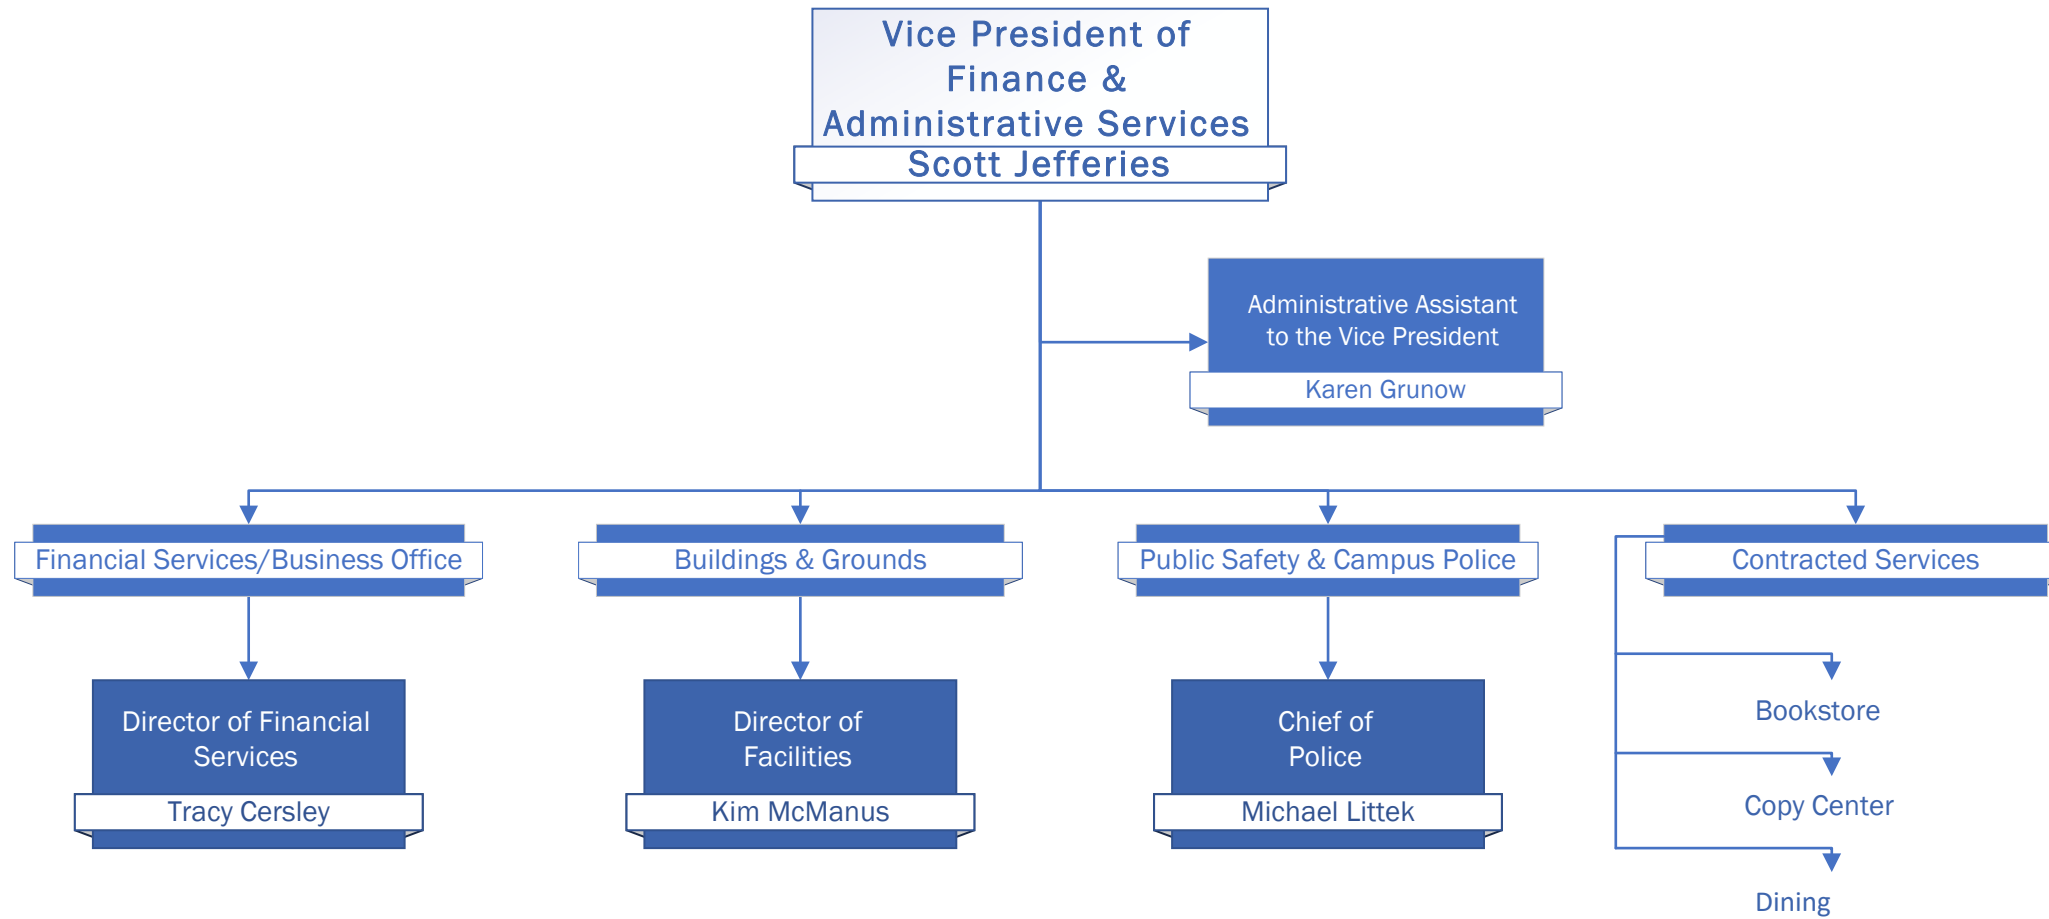 Vice President of
Finance &
Administrative Services
Scott Jefferies
Administrative Assistant
to the Vice President
Karen Grunow
Financial Services/Business Office
Buildings & Grounds
Public Safety & Campus Police
Contracted Services
Director of Financial
Services
Tracy Cersley
Director of
Facilities
Kim McManus
Chief of
Police
Michael Littek
Bookstore
Copy Center
Dining